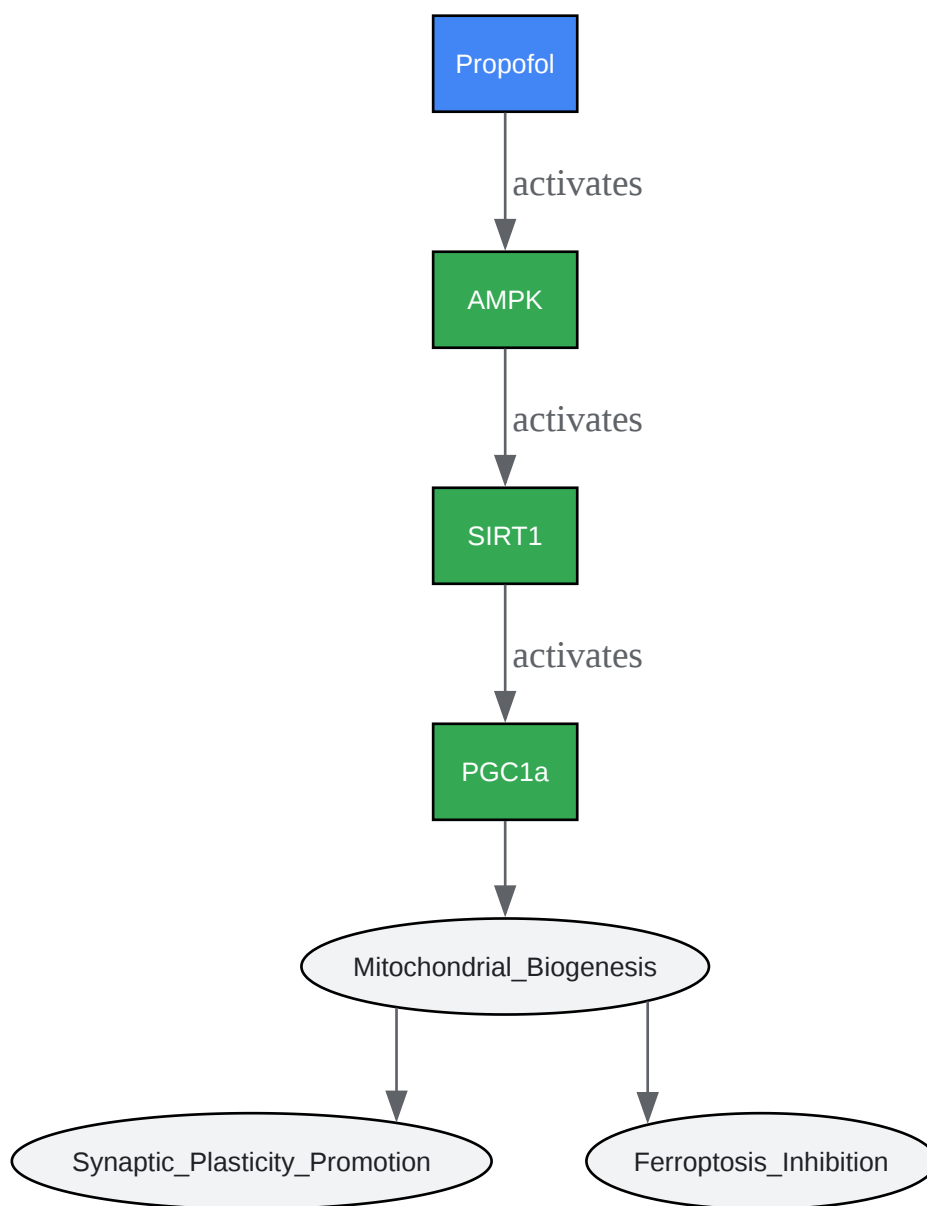 Propofol
activates
AMPK
activates
SIRT1
activates
PGC1a
Mitochondrial_Biogenesis
Synaptic_Plasticity_Promotion
Ferroptosis_Inhibition